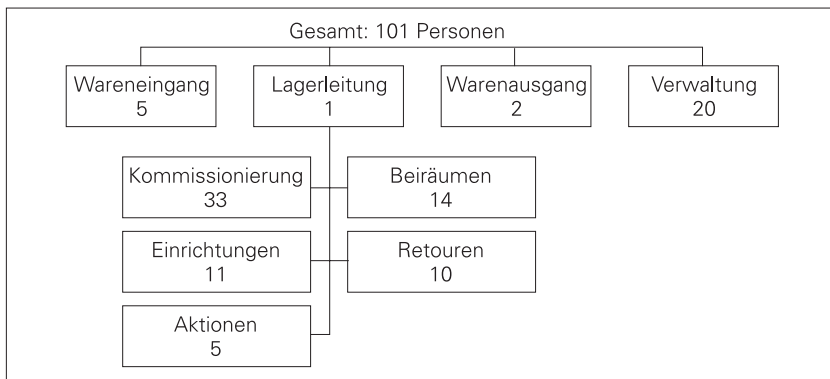 Gesamt: 101 Personen
Wareneingang
5
Lagerleitung
1
Warenausgang
2
Verwaltung
20
Kommissionierung
33
Beiräumen
14
Einrichtungen
11
Retouren
10
Aktionen
5